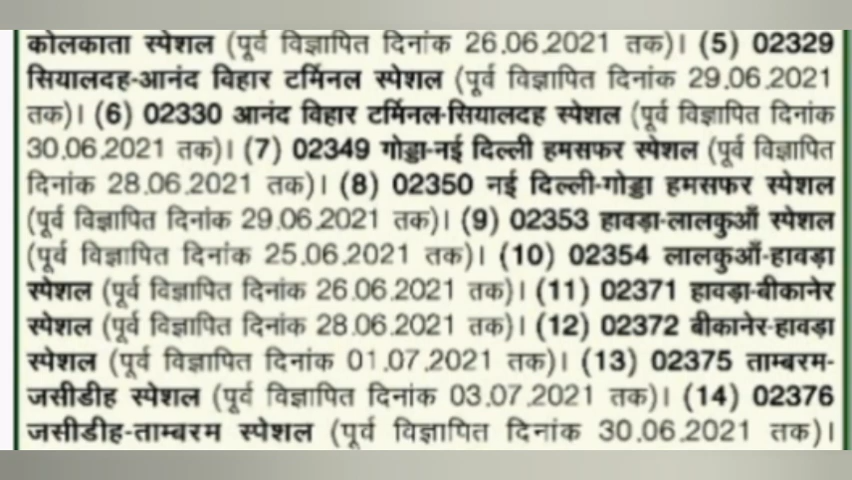 कोलकाता स्पेशल (पूर्व विज्ञापित दिनांक 26.06.2021 तक)। (5) 02329
सियालदह-आनंद विहार टर्मिनल स्पेशल (पूर्व विज्ञापित दिनांक 29.06.2021
तक)। (6) 02330 आनंद विहार टर्मिनल-सियालदह स्पेशल (पूर्व विज्ञापित दिनांक
30.06.2021 तक)। (7) 02349 गोड्डा-नई दिल्ली हमसफर स्पेशल (पूर्व विज्ञापित
दिनांक 28.06.2021 तक)। (8) 02350 नई दिल्ली-गोड्डा हमसफर स्पेशल
(पूर्व विज्ञापित दिनांक 29.06.2021 तक)। (9) 02353 हावड़ा-लालकुआँ स्पेशल
(पूर्व विज्ञापित दिनांक 25.06.2021 तक)। (10) 02354 लालकुआँ-हावड़ा
स्पेशल (पूर्व विज्ञापित दिनांक 26.06.2021 तक)। (11) 02371 हावड़ा-बीकानेर
स्पेशल (पूर्व विज्ञापित दिनांक 28.06.2021 तक)। (12) 02372 बीकानेर-हावड़ा
स्पेशल (पूर्व विज्ञापित दिनांक 01.07.2021 तक)। (13) 02375 ताम्बरम-
जसीडीह स्पेशल (पूर्व विज्ञापित दिनांक 03.07.2021 तक)। (14) 02376
जसीडीह-ताम्बरम स्पेशल (पूर्व विज्ञापित दिनांक 30.06.2021 तक)।